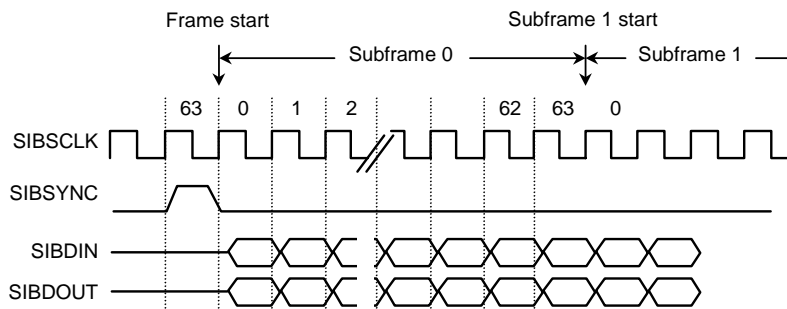 Frame start Subframe 1 start
Subframe 0 Subframe 1
63 0 1 2 62 63 0
SIBSCLK
SIBSYNC
SIBDIN
SIBDOUT